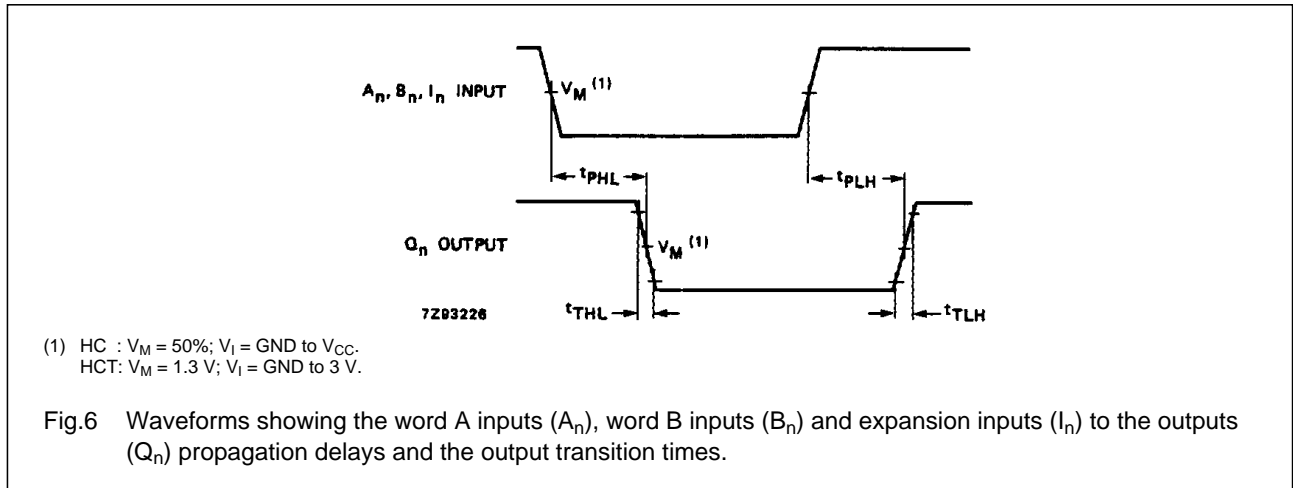 An, Bn, In INPUT
VM (1)
tPHL
tPLH
Qn OUTPUT
VM (1)
7Z93226
tTHL
tTLH
(1) HC : VM = 50%; VI = GND to VCC.
HCT: VM = 1.3 V; VI = GND to 3 V.
Fig.6 Waveforms showing the word A inputs (An), word B inputs (Bn) and expansion inputs (In) to the outputs
(Qn) propagation delays and the output transition times.